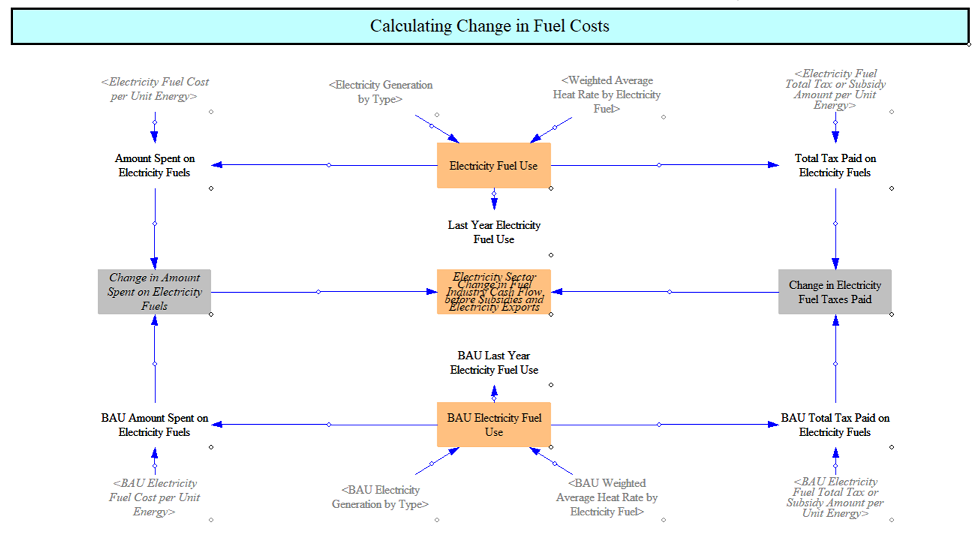 Calculating Change in Fuel Costs
<Electricity Fuel Cost
per Unit Energy>
<Electricity Generation
by Type>
<Weighted Average
Heat Rate by Electricity
Fuel>
<Electricity Fuel
Total Tax or Subsidy
Amount per Unit
Energy>
Amount Spent on
Electricity Fuels
Electricity Fuel Use
Total Tax Paid on
Electricity Fuels
Last Year Electricity
Fuel Use
Change in Amount
Spent on Electricity
Fuels
Electricity Sector
Change in Fuel
Industry Cash Flow,
before Subsidies and
Electricity Exports
Change in Electricity
Fuel Taxes Paid
BAU Last Year
Electricity Fuel Use
BAU Amount Spent on
Electricity Fuels
BAU Electricity Fuel
Use
BAU Total Tax Paid on
Electricity Fuels
<BAU Electricity
Fuel Cost per Unit
Energy>
<BAU Electricity
Generation by Type>
<BAU Weighted
Average Heat Rate by
Electricity Fuel>
<BAU Electricity
Fuel Total Tax or
Subsidy Amount per
Unit Energy>